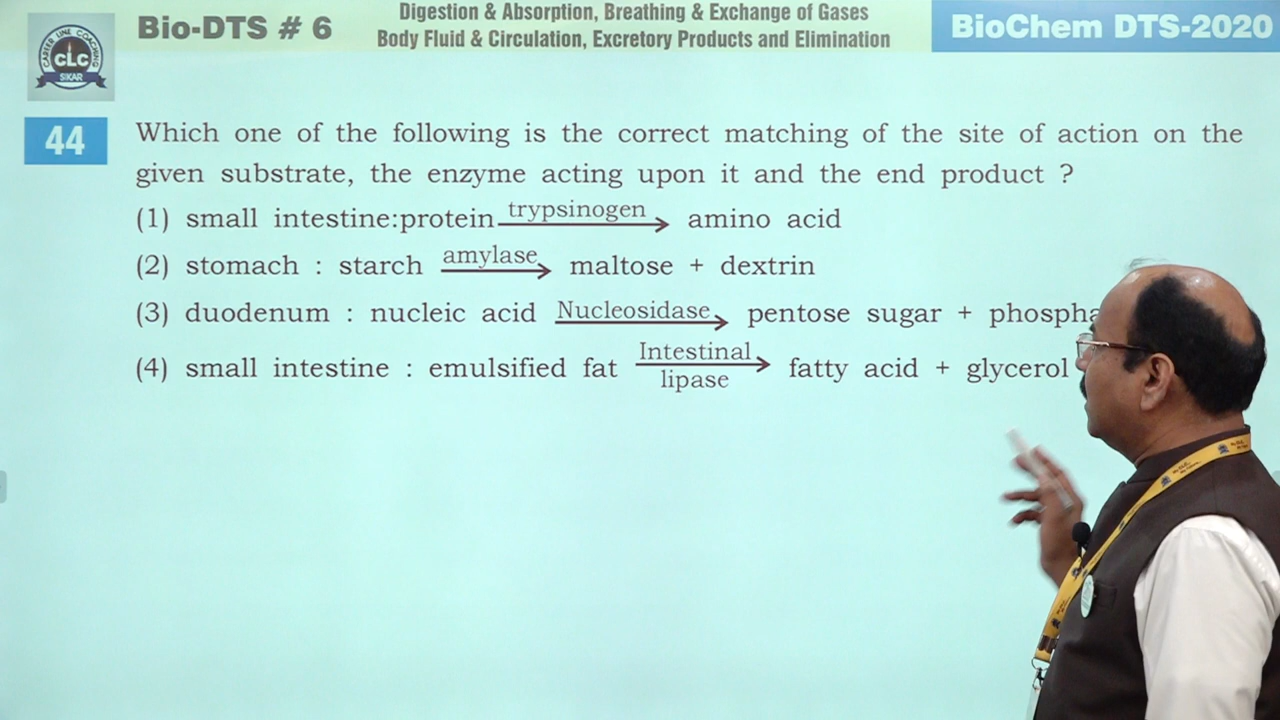 Bio-DTS # 6
Digestion & Absorption, Breathing & Exchange of Gases
Body Fluid & Circulation, Excretory Products and Elimination
BioChem DTS-2020
CAREER LINE COACHING
CLC
SIKAR
44
Which one of the following is the correct matching of the site of action on the
given substrate, the enzyme acting upon it and the end product ?
(1) small intestine:protein trypsinogen amino acid
(2) stomach : starch amylase maltose + dextrin
(3) duodenum : nucleic acid Nucleosidase pentose sugar + phospha
(4) small intestine : emulsified fat Intestinal lipase fatty acid + glycerol